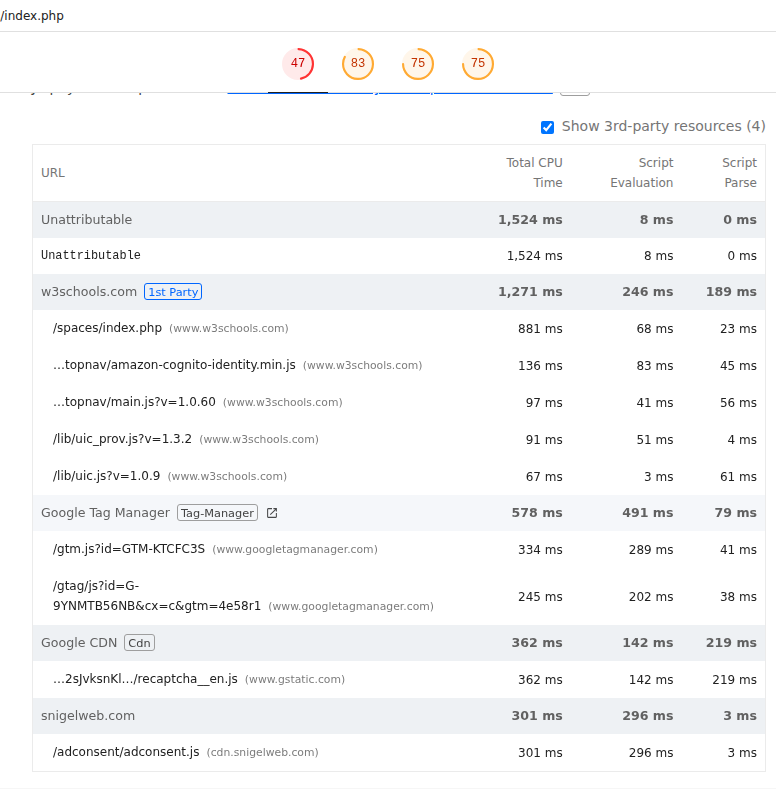 /index.php
47 83 75 75
Show 3rd-party resources (4)
URL Total CPU Time Script Evaluation Script Parse
Unattributable 1,524 ms 8 ms 0 ms
Unattributable 1,524 ms 8 ms 0 ms
w3schools.com 1st Party 1,271 ms 246 ms 189 ms
/spaces/index.php (www.w3schools.com) 881 ms 68 ms 23 ms
…topnav/amazon-cognito-identity.min.js (www.w3schools.com) 136 ms 83 ms 45 ms
…topnav/main.js?v=1.0.60 (www.w3schools.com) 97 ms 41 ms 56 ms
/lib/uic_prov.js?v=1.3.2 (www.w3schools.com) 91 ms 51 ms 4 ms
/lib/uic.js?v=1.0.9 (www.w3schools.com) 67 ms 3 ms 61 ms
Google Tag Manager Tag-Manager 578 ms 491 ms 79 ms
/gtm.js?id=GTM-KTCFC3S (www.googletagmanager.com) 334 ms 289 ms 41 ms
/gtag/js?id=G-
9YNMTB56NB&cx=c&gtm=4e58r1 (www.googletagmanager.com) 245 ms 202 ms 38 ms
Google CDN Cdn 362 ms 142 ms 219 ms
…2sJvksnKl…/recaptcha__en.js (www.gstatic.com) 362 ms 142 ms 219 ms
snigelweb.com 301 ms 296 ms 3 ms
/adconsent/adconsent.js (cdn.snigelweb.com) 301 ms 296 ms 3 ms